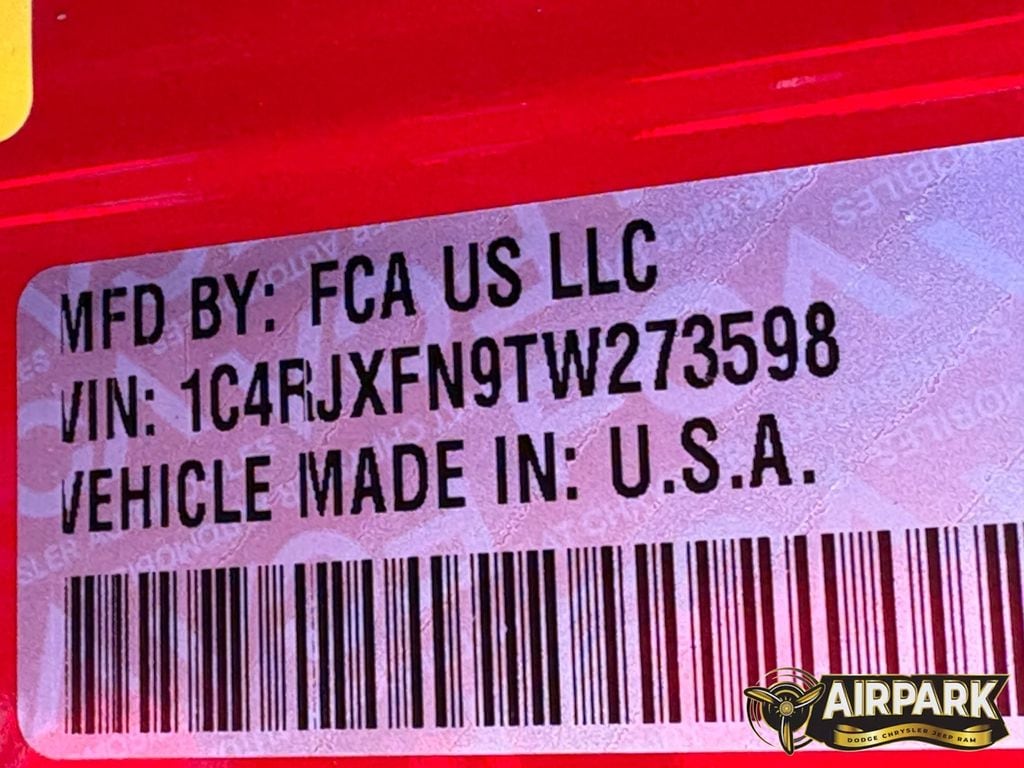 MFD BY: FCA US LLC
VIN: 1C4RJXFN9TW273598
VEHICLE MADE IN: U.S.A.
AIRPARK
DODGE CHRYSLER JEEP RAM